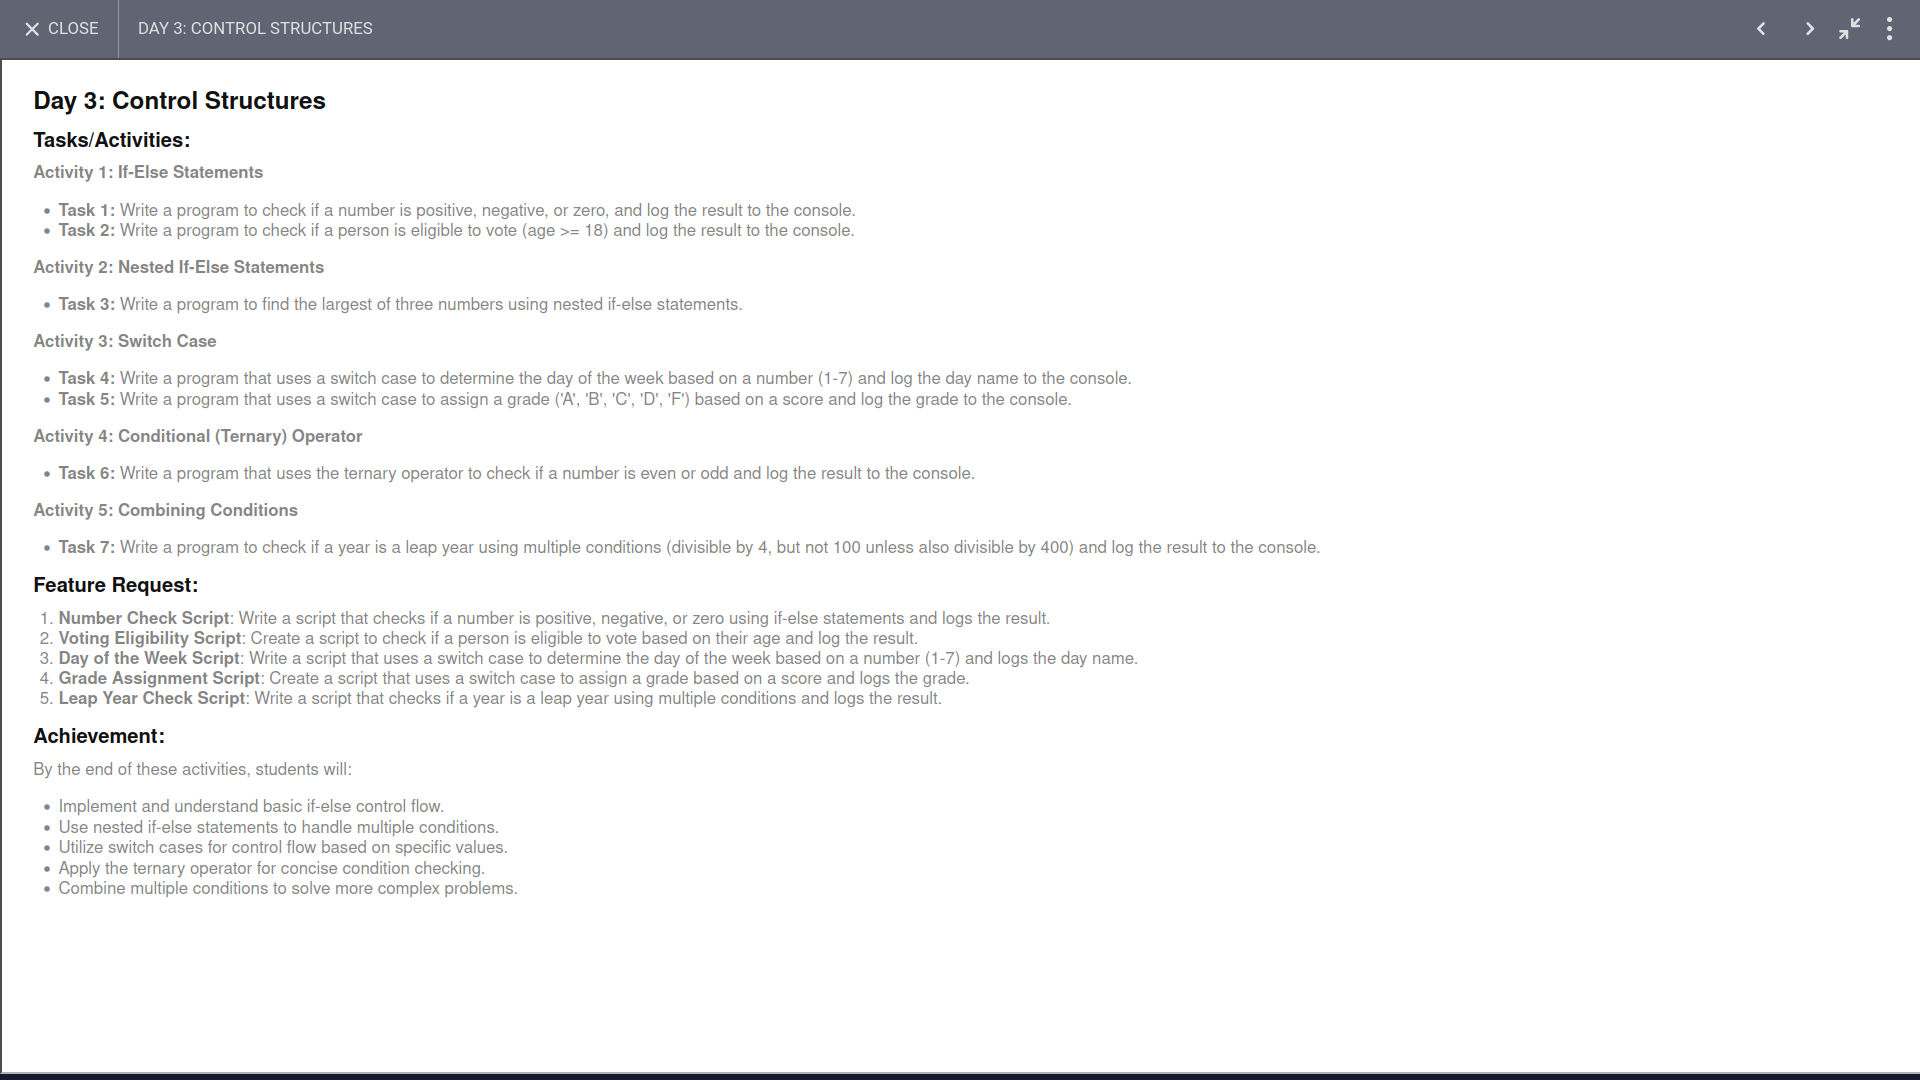 CLOSE
DAY 3: CONTROL STRUCTURES
Day 3: Control Structures
Tasks/Activities:
Activity 1: If-Else Statements
• Task 1: Write a program to check if a number is positive, negative, or zero, and log the result to the console.
• Task 2: Write a program to check if a person is eligible to vote (age >= 18) and log the result to the console.
Activity 2: Nested If-Else Statements
• Task 3: Write a program to find the largest of three numbers using nested if-else statements.
Activity 3: Switch Case
• Task 4: Write a program that uses a switch case to determine the day of the week based on a number (1-7) and log the day name to the console.
• Task 5: Write a program that uses a switch case to assign a grade ('A', 'B', 'C', 'D', 'F') based on a score and log the grade to the console.
Activity 4: Conditional (Ternary) Operator
• Task 6: Write a program that uses the ternary operator to check if a number is even or odd and log the result to the console.
Activity 5: Combining Conditions
• Task 7: Write a program to check if a year is a leap year using multiple conditions (divisible by 4, but not 100 unless also divisible by 400) and log the result to the console.
Feature Request:
1. Number Check Script: Write a script that checks if a number is positive, negative, or zero using if-else statements and logs the result.
2. Voting Eligibility Script: Create a script to check if a person is eligible to vote based on their age and log the result.
3. Day of the Week Script: Write a script that uses a switch case to determine the day of the week based on a number (1-7) and logs the day name.
4. Grade Assignment Script: Create a script that uses a switch case to assign a grade based on a score and logs the grade.
5. Leap Year Check Script: Write a script that checks if a year is a leap year using multiple conditions and logs the result.
Achievement:
By the end of these activities, students will:
• Implement and understand basic if-else control flow.
• Use nested if-else statements to handle multiple conditions.
• Utilize switch cases for control flow based on specific values.
• Apply the ternary operator for concise condition checking.
• Combine multiple conditions to solve more complex problems.